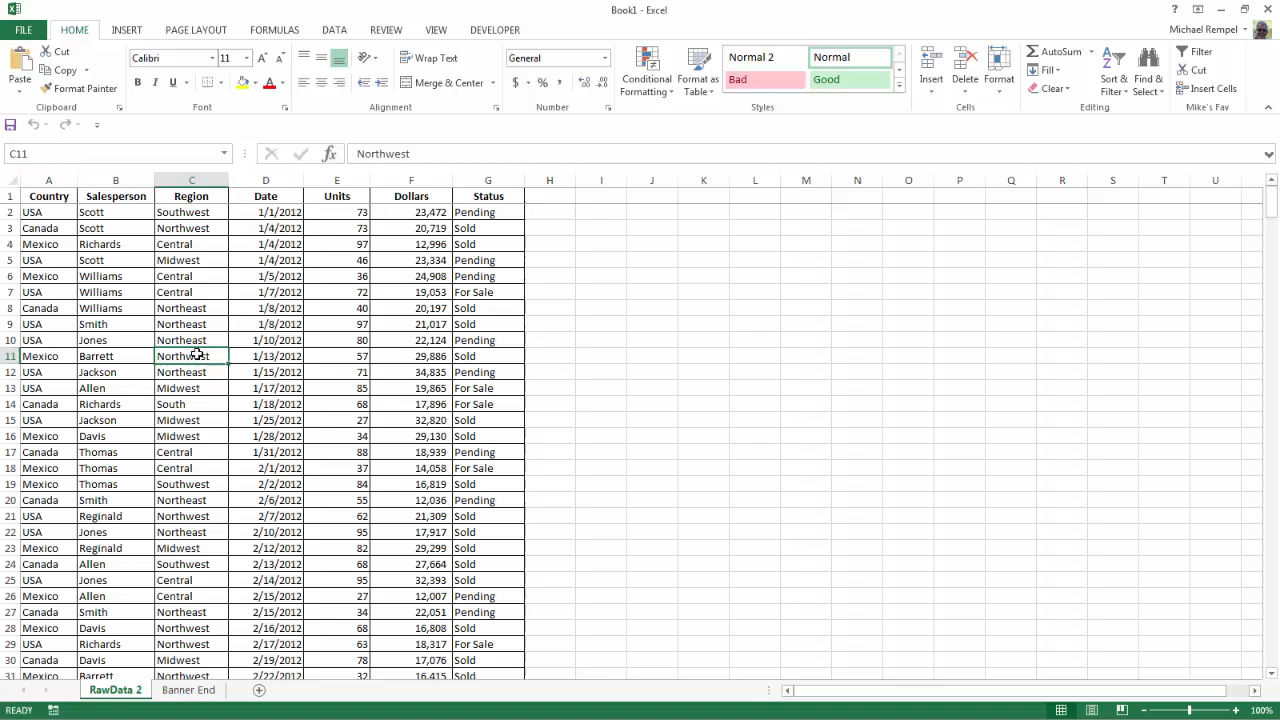 Book1 - Excel
FILE HOME INSERT PAGE LAYOUT FORMULAS DATA REVIEW VIEW DEVELOPER Michael Rempel
Paste Cut Copy Format Painter Clipboard
Calibri 11 B I U Font
Wrap Text Merge & Center Alignment
General $ % , Number
Conditional Formatting Format as Table Normal 2 Normal Bad Good Styles
Insert Delete Format Cells
AutoSum Fill Clear Sort & Filter Find & Select Editing
Filter Cut Insert Cells Mike's Fav
C11 fx Northwest
A B C D E F G H I J K L M N O P Q R S T U
1 Country Salesperson Region Date Units Dollars Status
2 USA Scott Southwest 1/1/2012 73 23,472 Pending
3 Canada Scott Northwest 1/4/2012 73 20,719 Sold
4 Mexico Richards Central 1/4/2012 97 12,996 Sold
5 USA Scott Midwest 1/4/2012 46 23,334 Pending
6 Mexico Williams Central 1/5/2012 36 24,908 Pending
7 USA Williams Central 1/7/2012 72 19,053 For Sale
8 Canada Williams Northeast 1/8/2012 40 20,197 Sold
9 USA Smith Northeast 1/8/2012 97 21,017 Sold
10 USA Jones Northeast 1/10/2012 80 22,124 Pending
11 Mexico Barrett Northwest 1/13/2012 57 29,886 Sold
12 USA Jackson Northeast 1/15/2012 71 34,835 Pending
13 USA Allen Midwest 1/17/2012 85 19,865 For Sale
14 Canada Richards South 1/18/2012 68 17,896 For Sale
15 USA Jackson Midwest 1/25/2012 27 32,820 Sold
16 Mexico Davis Midwest 1/28/2012 34 29,130 Sold
17 Canada Thomas Central 1/31/2012 88 18,939 Pending
18 Mexico Thomas Central 2/1/2012 37 14,058 For Sale
19 Mexico Thomas Southwest 2/2/2012 84 16,819 Sold
20 Canada Smith Northeast 2/6/2012 55 12,036 Pending
21 USA Reginald Northwest 2/7/2012 62 21,309 Sold
22 USA Jones Northeast 2/10/2012 95 17,917 Sold
23 Mexico Reginald Midwest 2/12/2012 82 29,299 Sold
24 Canada Allen Southwest 2/13/2012 68 27,664 Sold
25 USA Jones Central 2/14/2012 95 32,393 Sold
26 Mexico Allen Central 2/15/2012 27 12,007 Pending
27 Canada Smith Northeast 2/15/2012 34 22,051 Pending
28 Mexico Davis Northwest 2/16/2012 68 16,808 Sold
29 USA Richards Northwest 2/17/2012 63 18,317 For Sale
30 Canada Davis Midwest 2/19/2012 78 17,076 Sold
31 Mexico Barrett Northwest 2/22/2012 32 16,415 Sold
RawData 2 Banner End
READY 100%